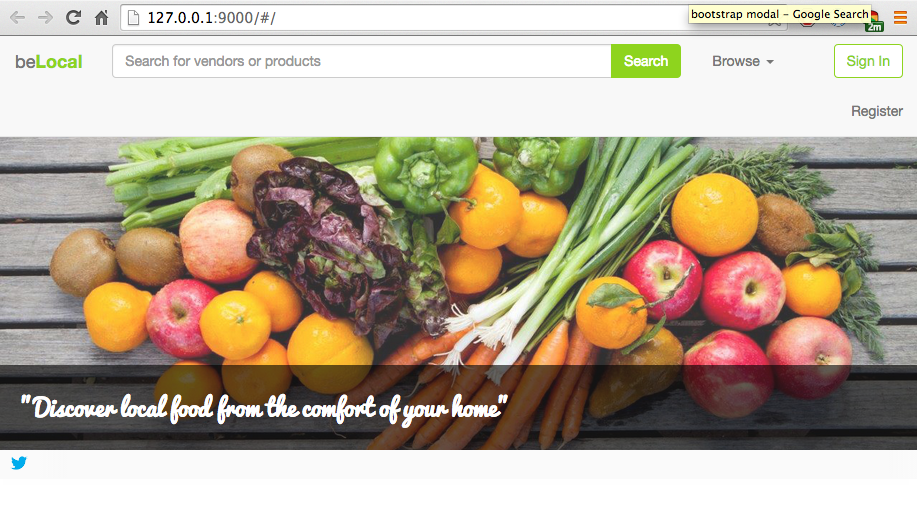 bootstrap modal - Google Search
127.0.0.1:9000/#/
2m
beLocal
Search for vendors or products
Search
Browse
Sign In
Register
"Discover local food from the comfort of your home"